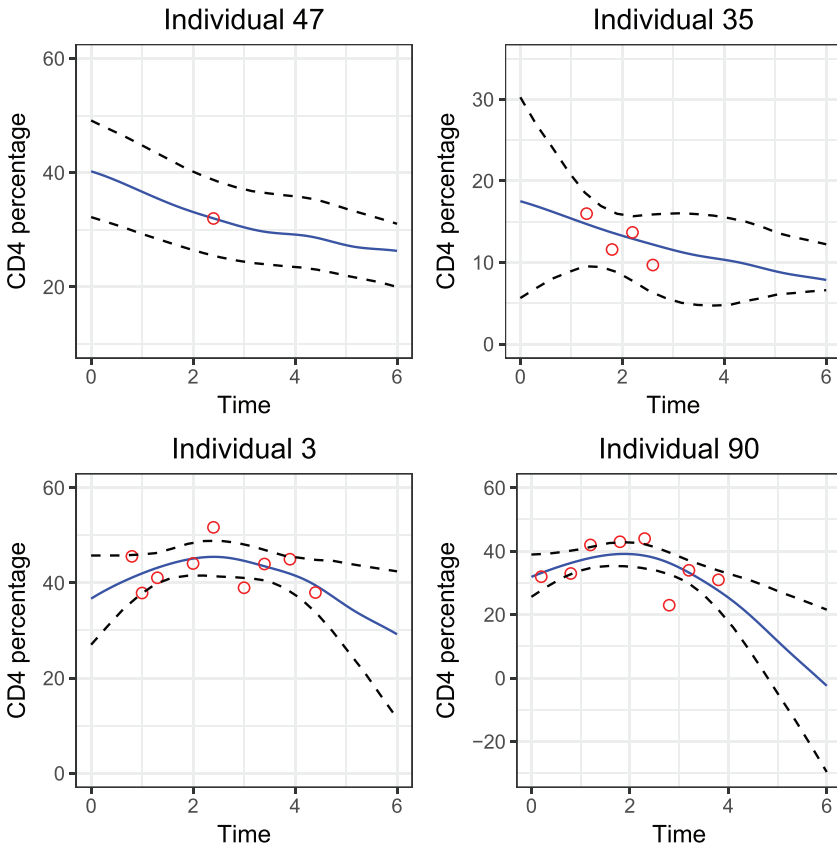 Individual 47
60
40
20
0 2 4 6
CD4 percentage
Time
Individual 35
30
20
10
0
0 2 4 6
CD4 percentage
Time
Individual 3
60
40
20
0
0 2 4 6
CD4 percentage
Time
Individual 90
60
40
20
0
−20
0 2 4 6
CD4 percentage
Time